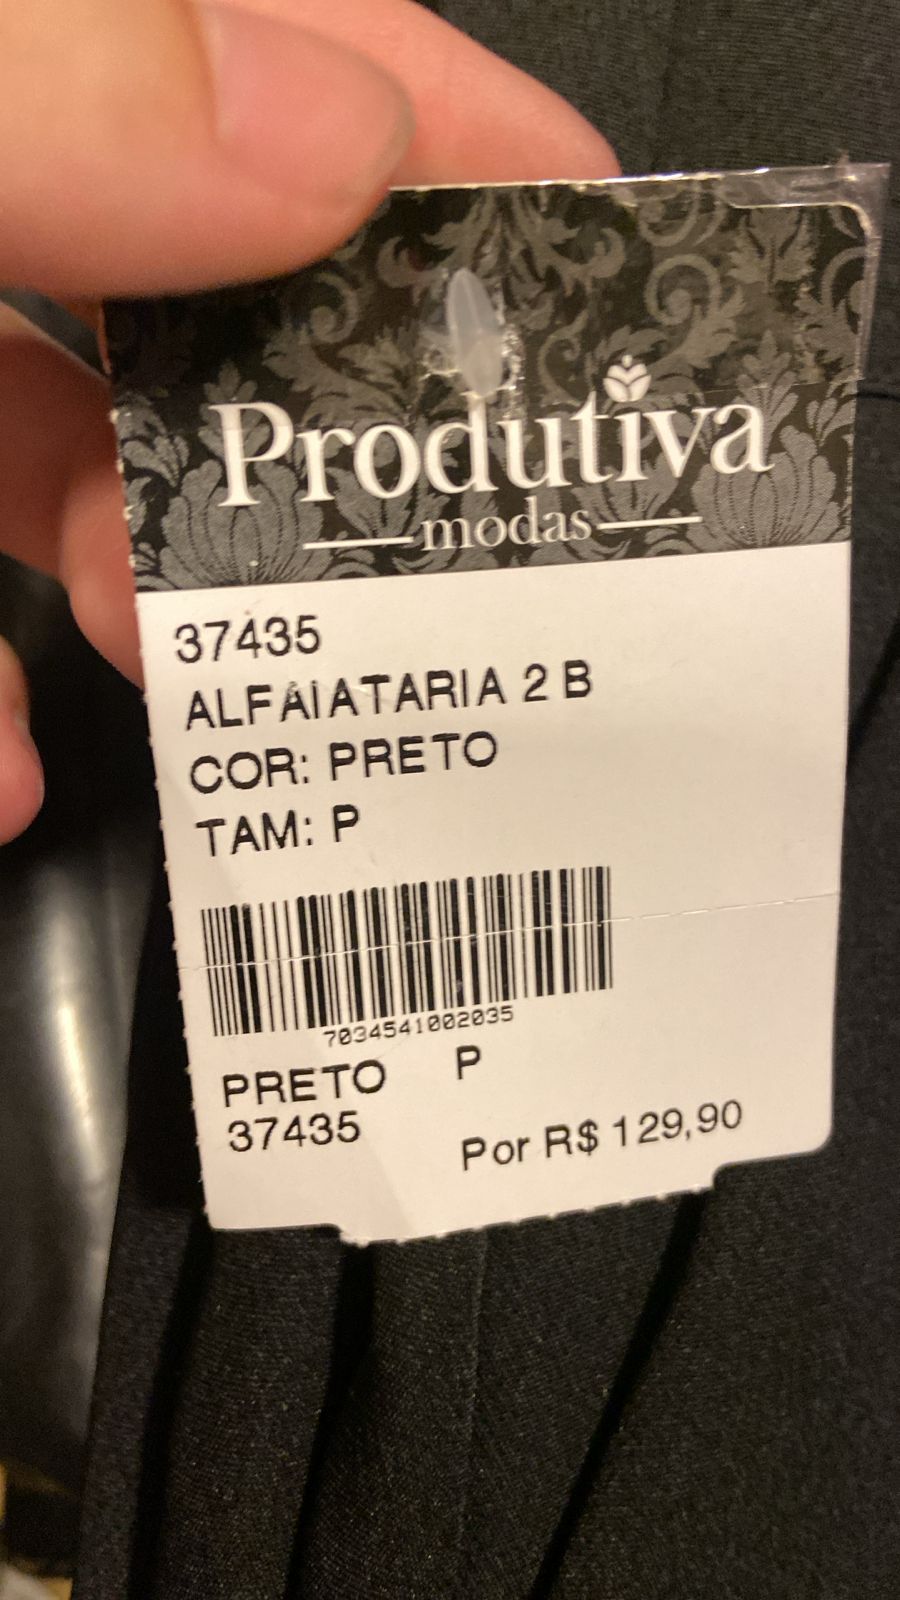 Produtiva
modas
37435
ALFAIATARIA 2 B
COR: PRETO
TAM: P
7034541002035
PRETO P
37435
Por R$ 129,90